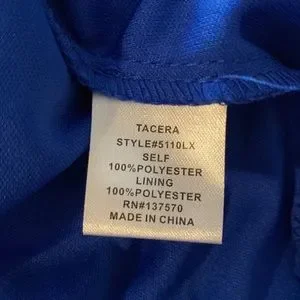 TACERA
STYLE#5110LX
SELF
100%POLYESTER
LINING
100%POLYESTER
RN#137570
MADE IN CHINA